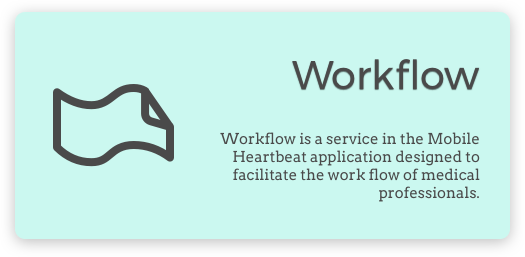 Workflow
Workflow is a service in the Mobile
Heartbeat application designed to
facilitate the work flow of medical
professionals.